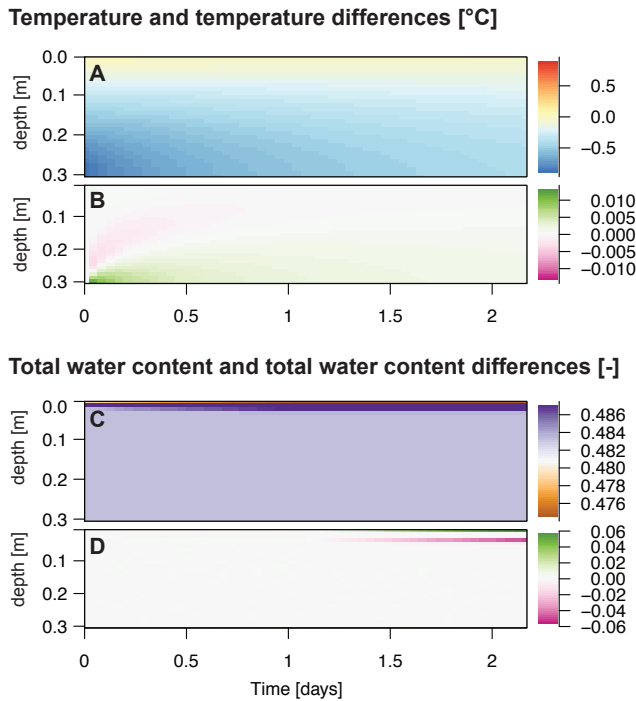 Temperature and temperature differences [°C]
A
0.0
0.1
0.2
0.3
depth [m]
0.5
0.0
−0.5
B
0.1
0.2
0.3
depth [m]
0.010
0.005
0.000
−0.005
−0.010
0 0.5 1 1.5 2
Total water content and total water content differences [-]
C
0.0
0.1
0.2
0.3
depth [m]
0.486
0.484
0.482
0.480
0.478
0.476
D
0.1
0.2
0.3
depth [m]
0.06
0.04
0.02
0.00
−0.02
−0.04
−0.06
0 0.5 1 1.5 2
Time [days]